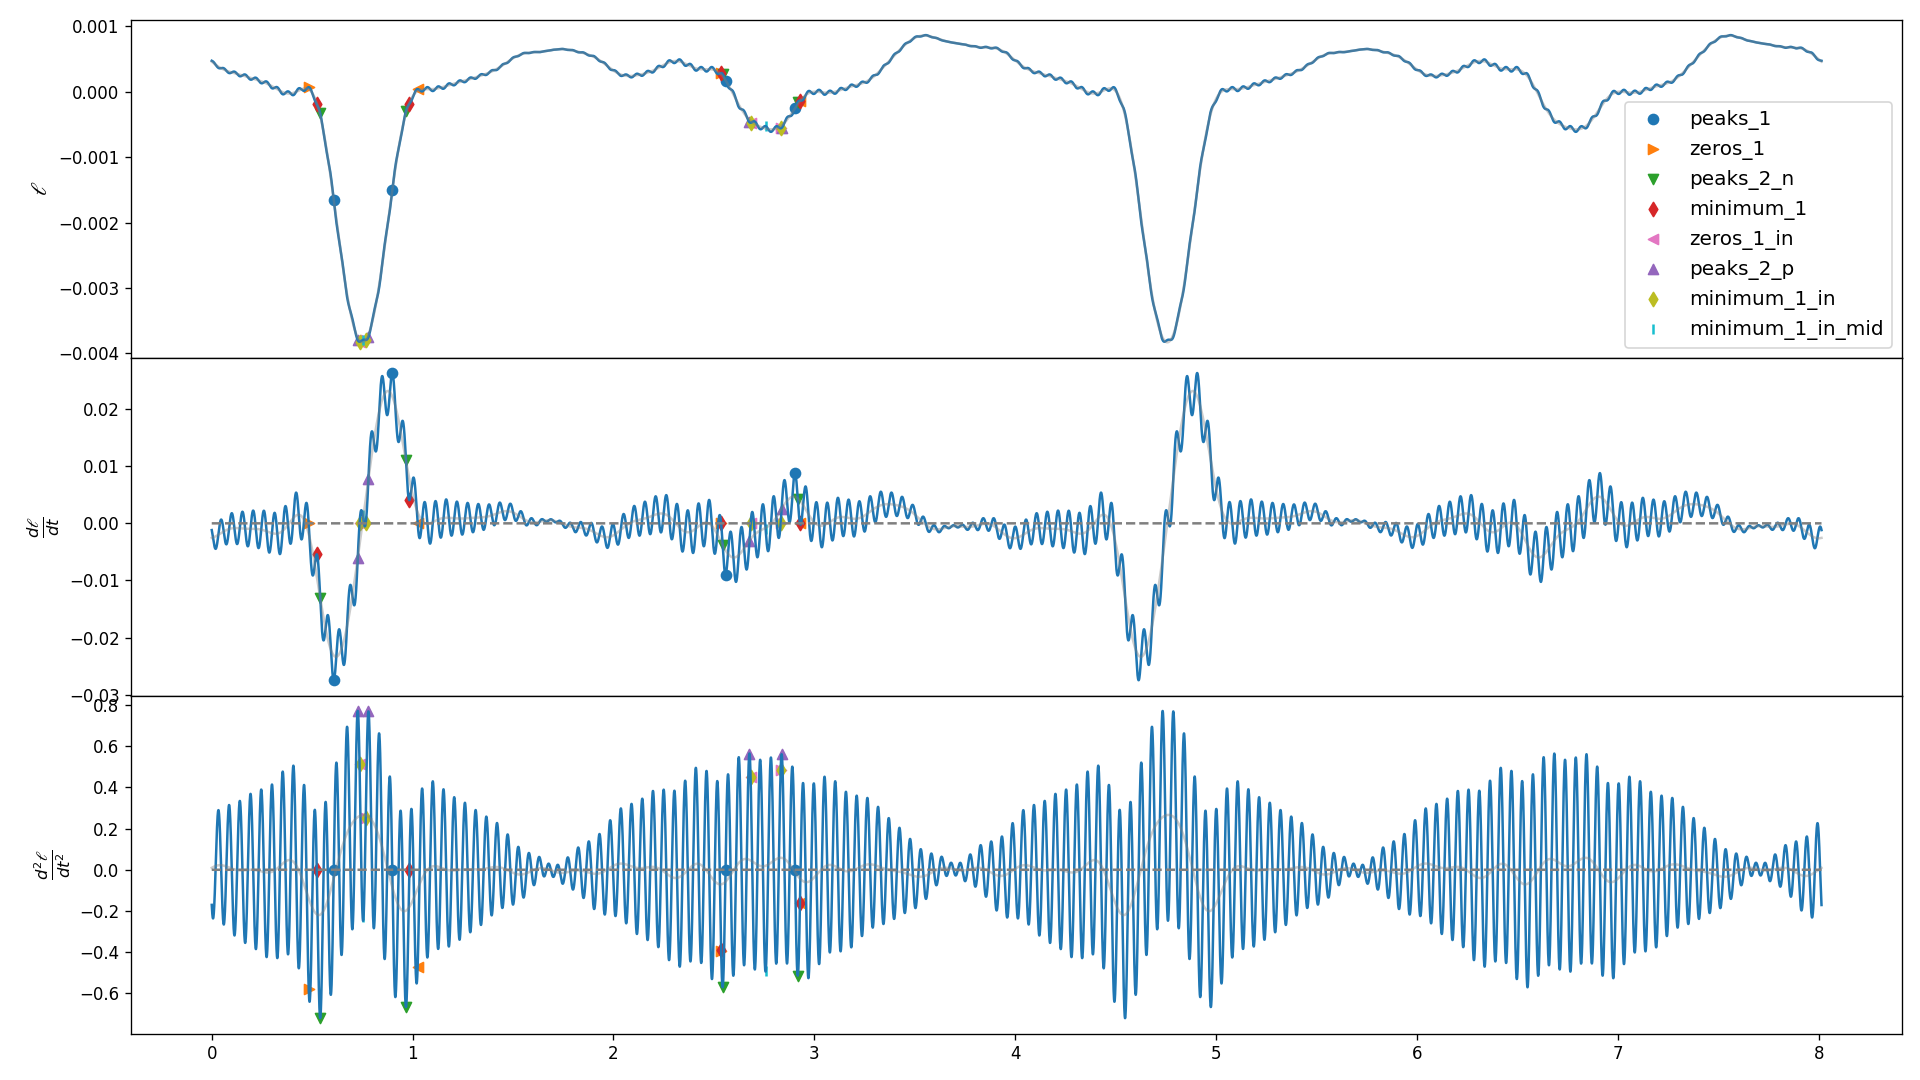 0.001
0.000
−0.001
−0.002
−0.003
−0.004
ℓ
peaks_1
zeros_1
peaks_2_n
minimum_1
zeros_1_in
peaks_2_p
minimum_1_in
minimum_1_in_mid
0.02
0.01
0.00
−0.01
−0.02
−0.03
dℓ/dt
0.8
0.6
0.4
0.2
0.0
−0.2
−0.4
−0.6
d²ℓ/dt²
0 1 2 3 4 5 6 7 8